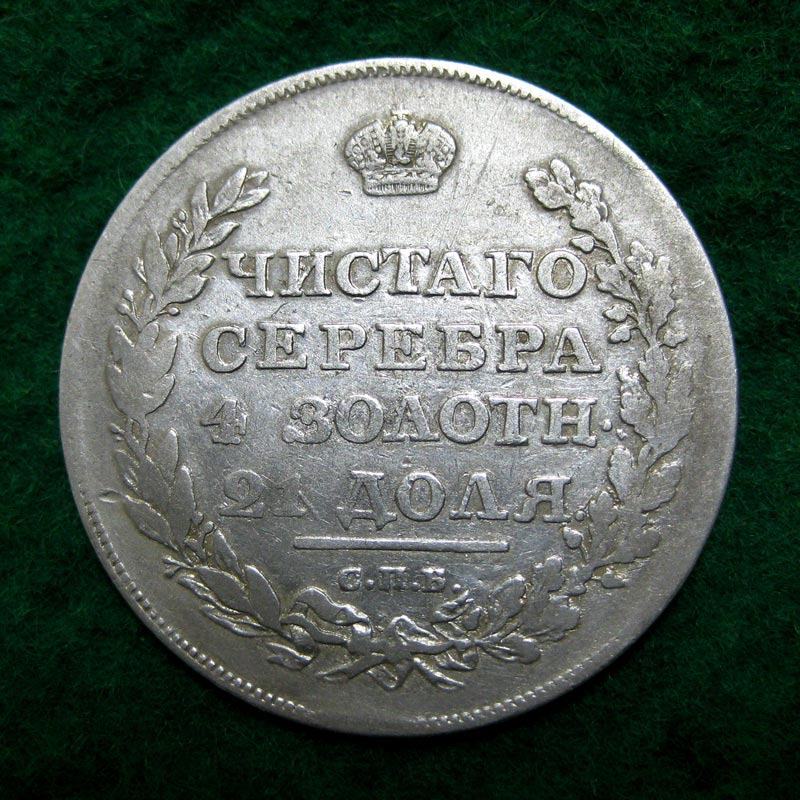 ЧИСТАГО
СЕРЕБРА
4 ЗОЛОТН.
21 ДОЛЯ.
С.П.Б.